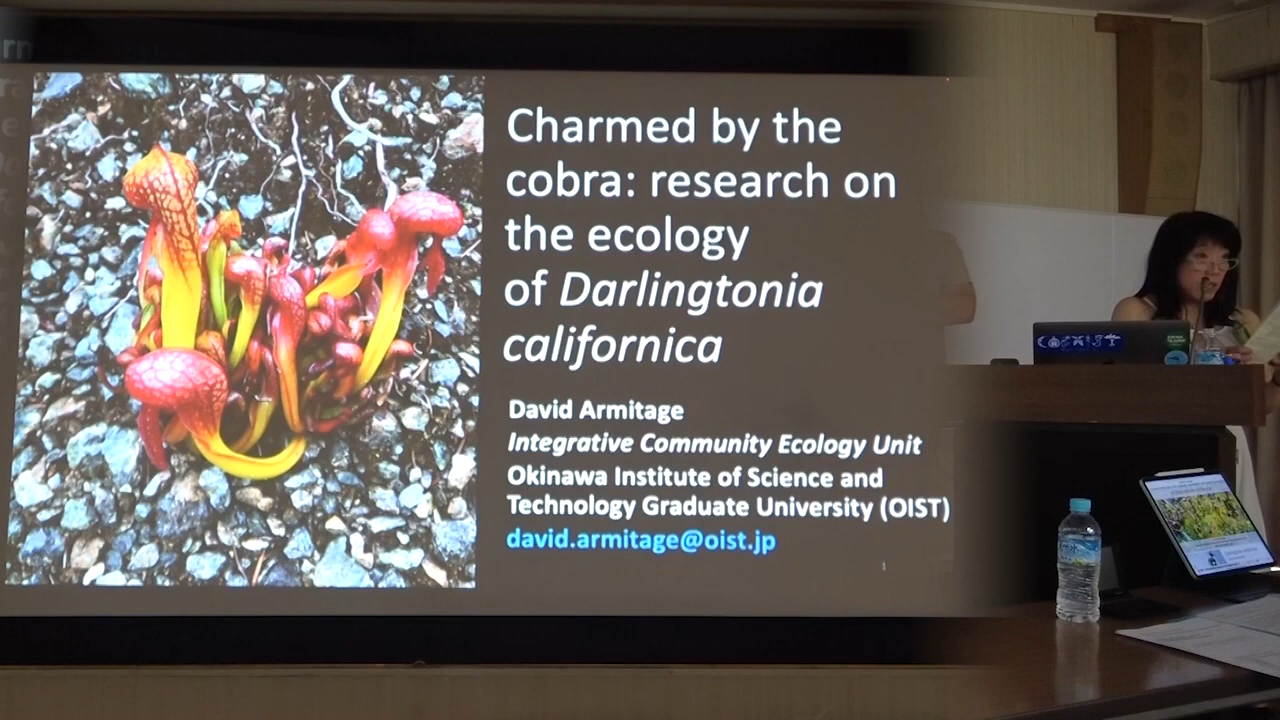 Charmed by the
cobra: research on
the ecology
of Darlingtonia
californica
David Armitage
Integrative Community Ecology Unit
Okinawa Institute of Science and
Technology Graduate University (OIST)
david.armitage@oist.jp